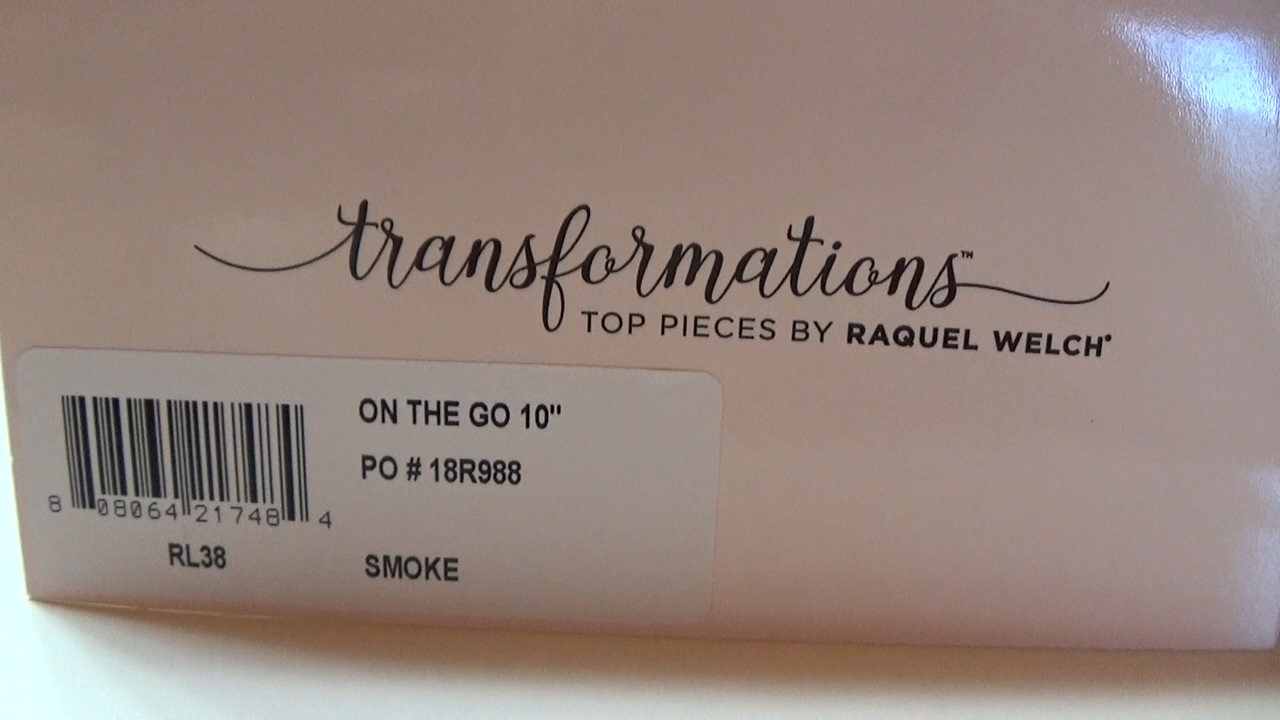 transformations™
TOP PIECES BY RAQUEL WELCH®
ON THE GO 10"
PO # 18R988
8 08064 21748 4
RL38
SMOKE